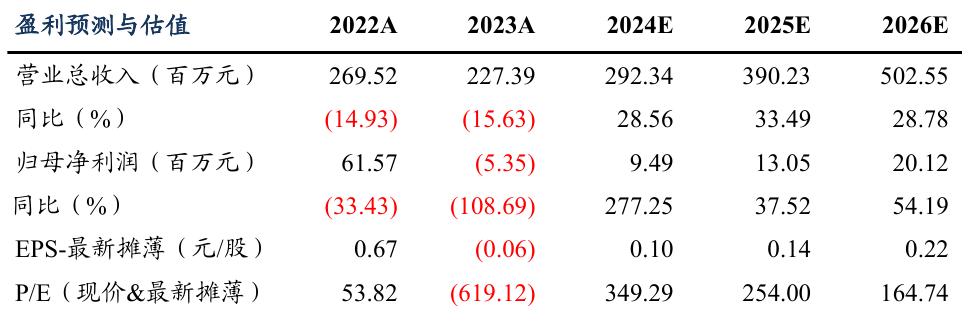 盈利预测与估值 2022A 2023A 2024E 2025E 2026E
营业总收入（百万元） 269.52 227.39 292.34 390.23 502.55
同比（%） (14.93) (15.63) 28.56 33.49 28.78
归母净利润（百万元） 61.57 (5.35) 9.49 13.05 20.12
同比（%） (33.43) (108.69) 277.25 37.52 54.19
EPS-最新摊薄（元/股） 0.67 (0.06) 0.10 0.14 0.22
P/E（现价&最新摊薄） 53.82 (619.12) 349.29 254.00 164.74